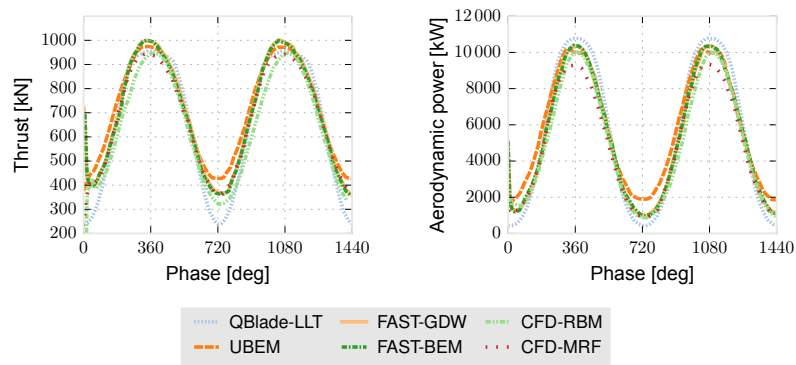 1000
900
800
700
600
500
400
300
200
Thrust [kN]
0 360 720 1080 1440
Phase [deg]
12 000
10 000
8000
6000
4000
2000
0
Aerodynamic power [kW]
0 360 720 1080 1440
Phase [deg]
QBlade-LLT FAST-GDW CFD-RBM
UBEM FAST-BEM CFD-MRF